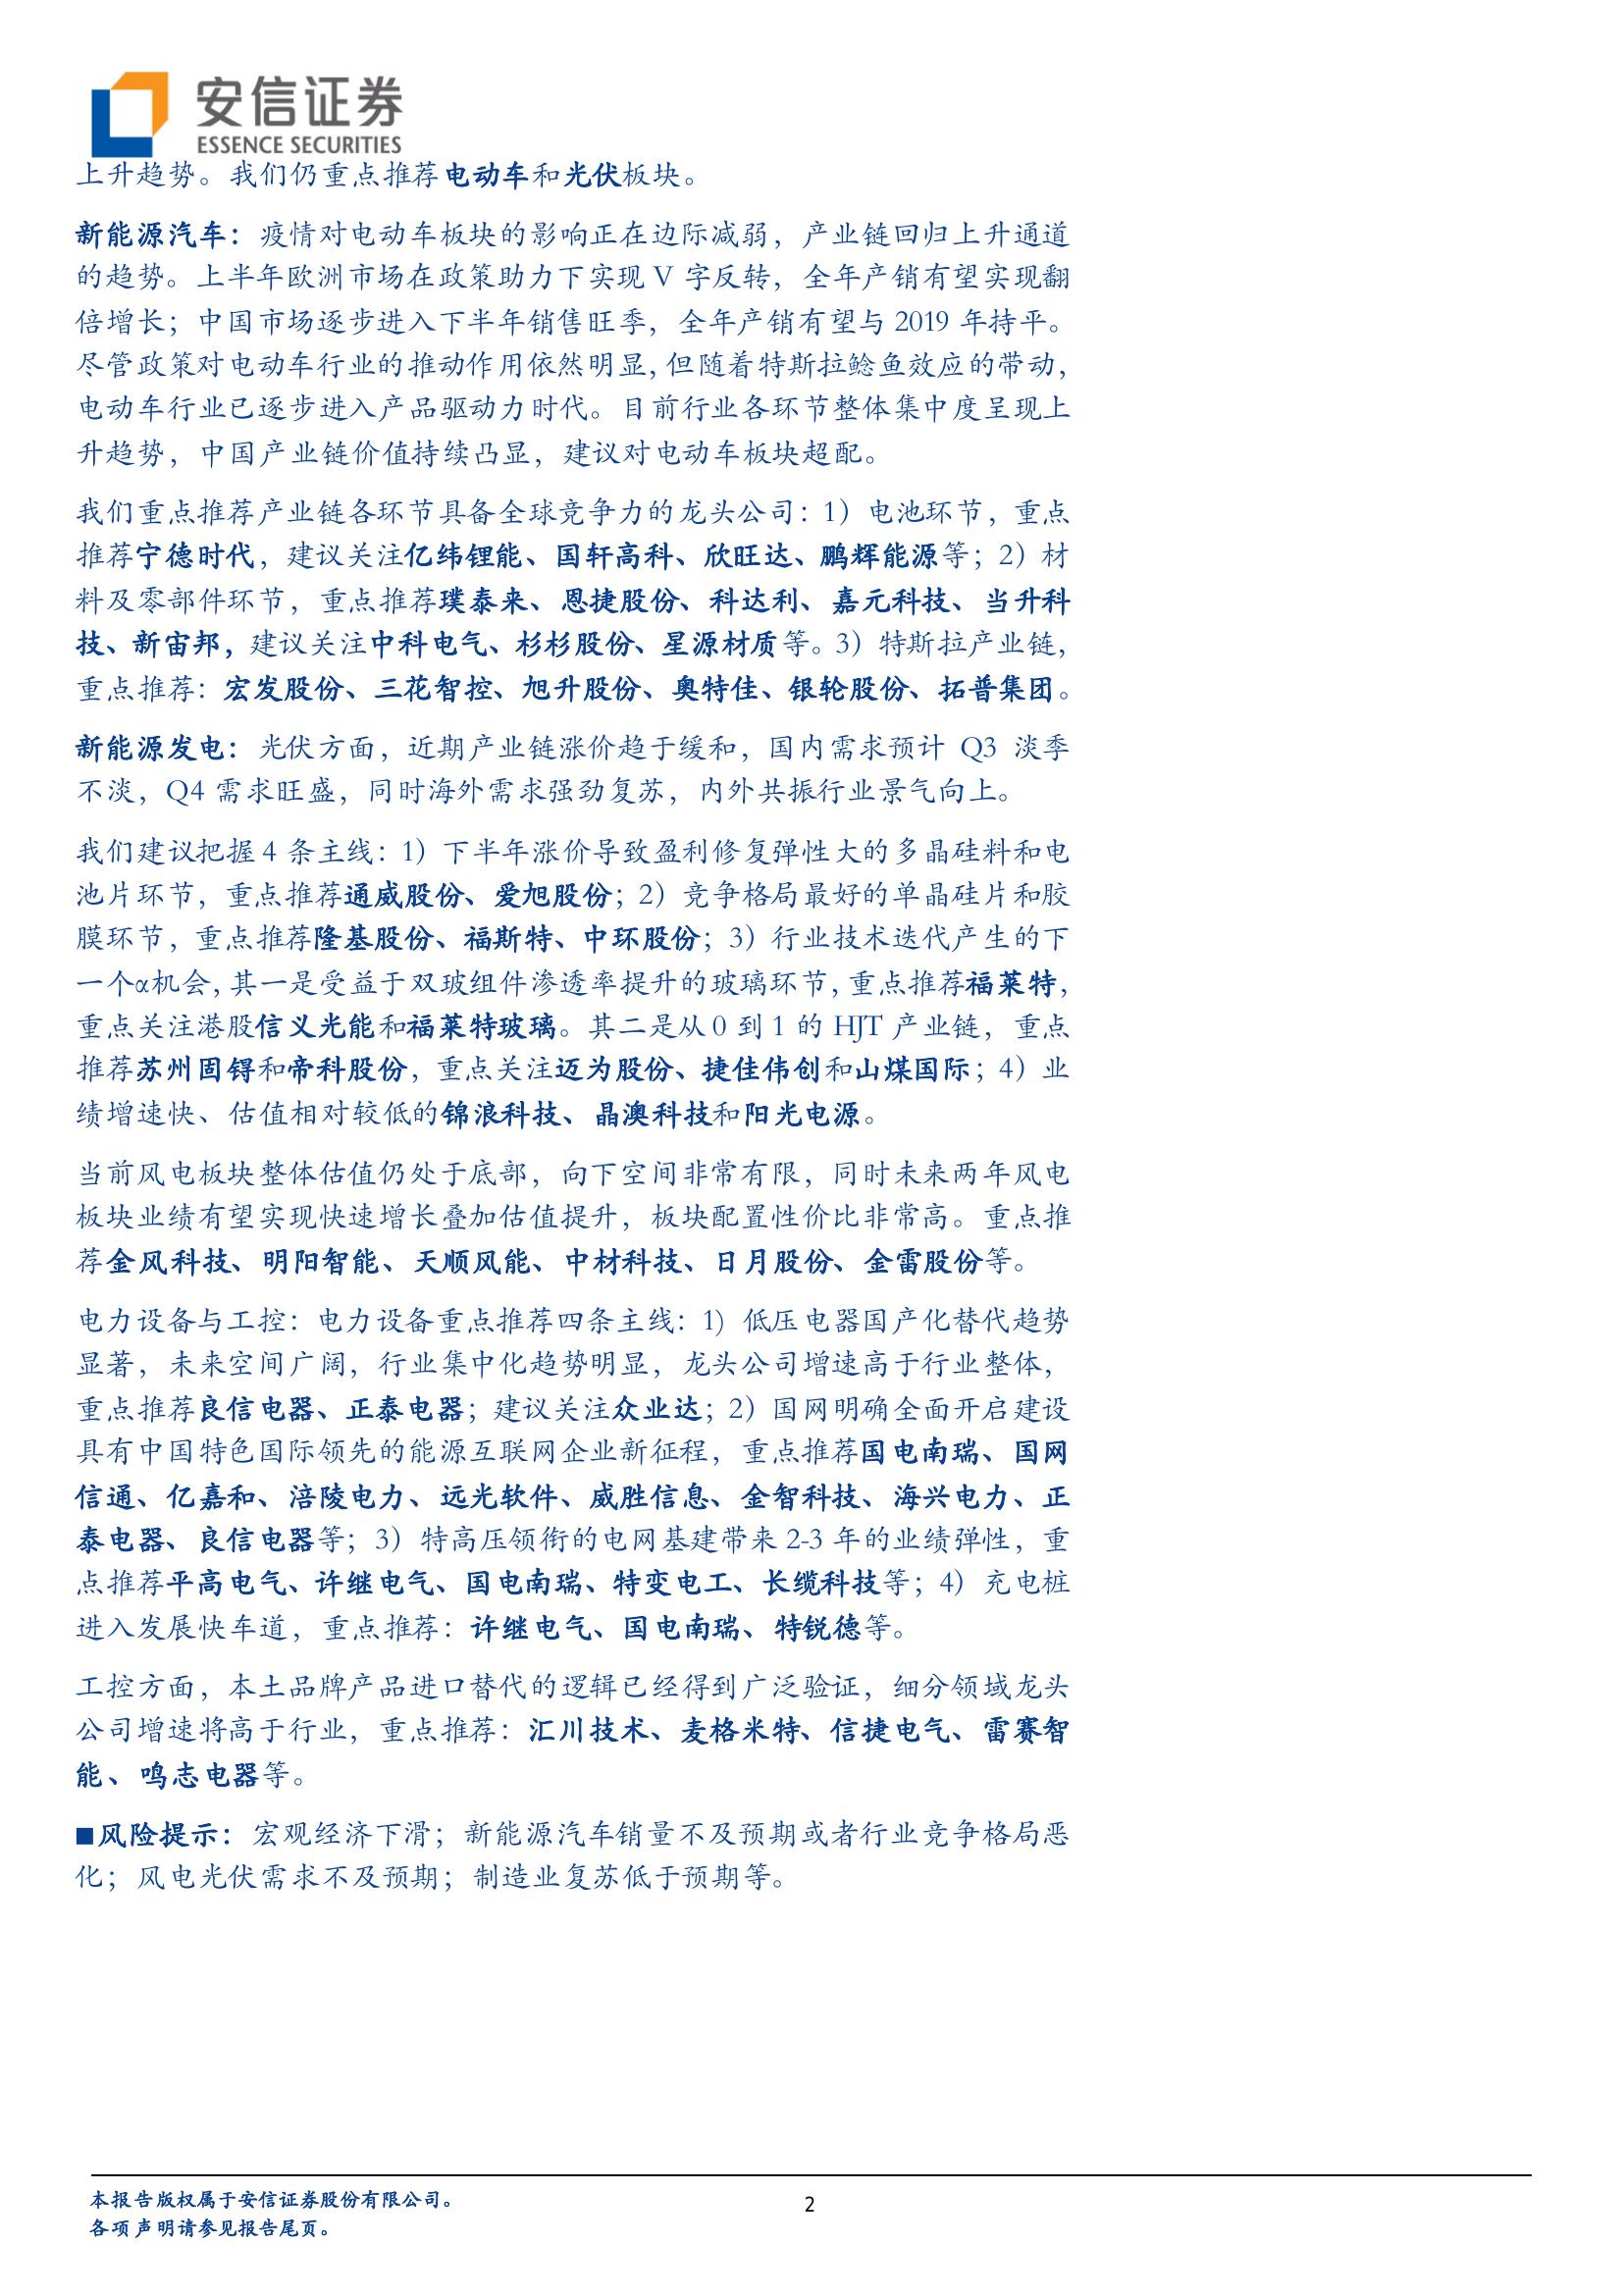 安信证券
ESSENCE SECURITIES
上升趋势。我们仍重点推荐电动车和光伏板块。
新能源汽车：疫情对电动车板块的影响正在边际减弱，产业链回归上升通道
的趋势。上半年欧洲市场在政策助力下实现 V 字反转，全年产销有望实现翻
倍增长；中国市场逐步进入下半年销售旺季，全年产销有望与 2019 年持平。
尽管政策对电动车行业的推动作用依然明显，但随着特斯拉鲶鱼效应的带动，
电动车行业已逐步进入产品驱动力时代。目前行业各环节整体集中度呈现上
升趋势，中国产业链价值持续凸显，建议对电动车板块超配。
我们重点推荐产业链各环节具备全球竞争力的龙头公司：1）电池环节，重点
推荐宁德时代，建议关注亿纬锂能、国轩高科、欣旺达、鹏辉能源等；2）材
料及零部件环节，重点推荐璞泰来、恩捷股份、科达利、嘉元科技、当升科
技、新宙邦，建议关注中科电气、杉杉股份、星源材质等。3）特斯拉产业链，
重点推荐：宏发股份、三花智控、旭升股份、奥特佳、银轮股份、拓普集团。
新能源发电：光伏方面，近期产业链涨价趋于缓和，国内需求预计 Q3 淡季
不淡，Q4 需求旺盛，同时海外需求强劲复苏，内外共振行业景气向上。
我们建议把握 4 条主线：1）下半年涨价导致盈利修复弹性大的多晶硅料和电
池片环节，重点推荐通威股份、爱旭股份；2）竞争格局最好的单晶硅片和胶
膜环节，重点推荐隆基股份、福斯特、中环股份；3）行业技术迭代产生的下
一个α机会，其一是受益于双玻组件渗透率提升的玻璃环节，重点推荐福莱特，
重点关注港股信义光能和福莱特玻璃。其二是从 0 到 1 的 HJT 产业链，重点
推荐苏州固锝和帝科股份，重点关注迈为股份、捷佳伟创和山煤国际；4）业
绩增速快、估值相对较低的锦浪科技、晶澳科技和阳光电源。
当前风电板块整体估值仍处于底部，向下空间非常有限，同时未来两年风电
板块业绩有望实现快速增长叠加估值提升，板块配置性价比非常高。重点推
荐金风科技、明阳智能、天顺风能、中材科技、日月股份、金雷股份等。
电力设备与工控：电力设备重点推荐四条主线：1）低压电器国产化替代趋势
显著，未来空间广阔，行业集中化趋势明显，龙头公司增速高于行业整体，
重点推荐良信电器、正泰电器；建议关注众业达；2）国网明确全面开启建设
具有中国特色国际领先的能源互联网企业新征程，重点推荐国电南瑞、国网
信通、亿嘉和、涪陵电力、远光软件、威胜信息、金智科技、海兴电力、正
泰电器、良信电器等；3）特高压领衔的电网基建带来 2-3 年的业绩弹性，重
点推荐平高电气、许继电气、国电南瑞、特变电工、长缆科技等；4）充电桩
进入发展快车道，重点推荐：许继电气、国电南瑞、特锐德等。
工控方面，本土品牌产品进口替代的逻辑已经得到广泛验证，细分领域龙头
公司增速将高于行业，重点推荐：汇川技术、麦格米特、信捷电气、雷赛智
能、鸣志电器等。
■风险提示：宏观经济下滑；新能源汽车销量不及预期或者行业竞争格局恶
化；风电光伏需求不及预期；制造业复苏低于预期等。
本报告版权属于安信证券股份有限公司。
2
各项声明请参见报告尾页。